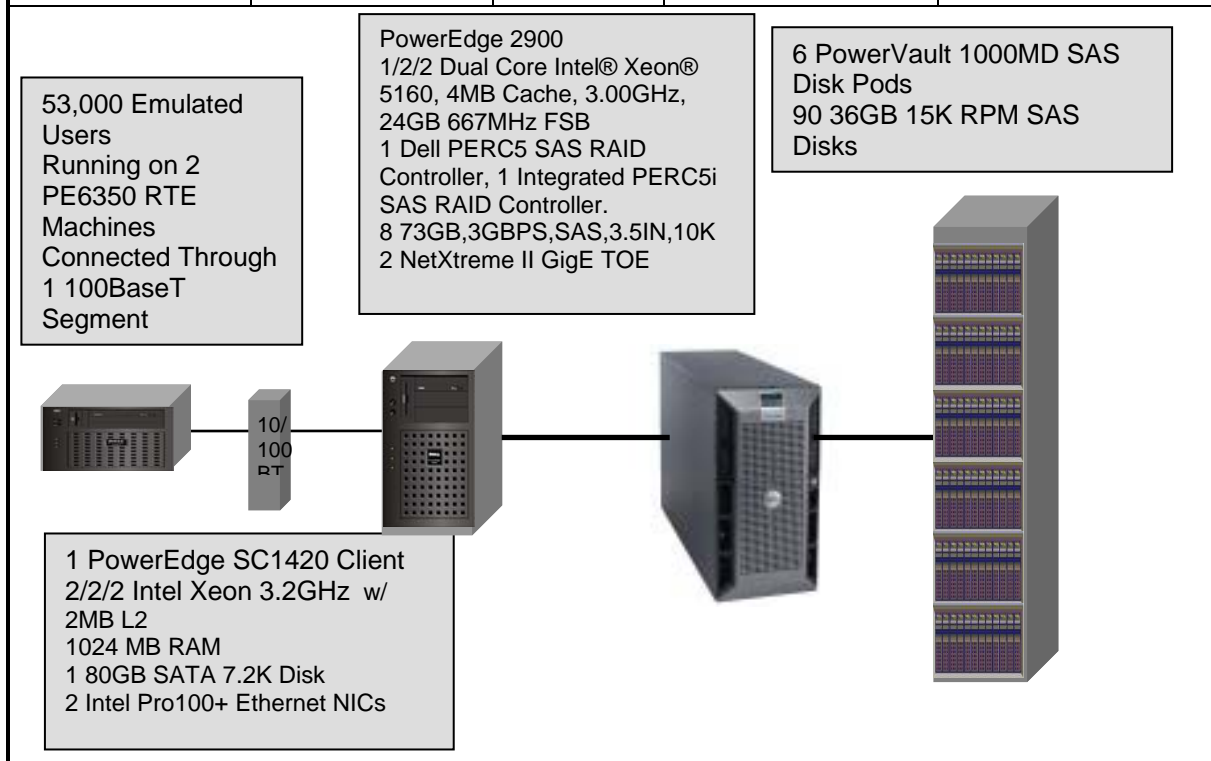 53,000 Emulated
Users
Running on 2
PE6350 RTE
Machines
Connected Through
1 100BaseT
Segment
PowerEdge 2900
1/2/2 Dual Core Intel® Xeon®
5160, 4MB Cache, 3.00GHz,
24GB 667MHz FSB
1 Dell PERC5 SAS RAID
Controller, 1 Integrated PERC5i
SAS RAID Controller.
8 73GB,3GBPS,SAS,3.5IN,10K
2 NetXtreme II GigE TOE
6 PowerVault 1000MD SAS
Disk Pods
90 36GB 15K RPM SAS
Disks
10/
100
BT
1 PowerEdge SC1420 Client
2/2/2 Intel Xeon 3.2GHz w/
2MB L2
1024 MB RAM
1 80GB SATA 7.2K Disk
2 Intel Pro100+ Ethernet NICs